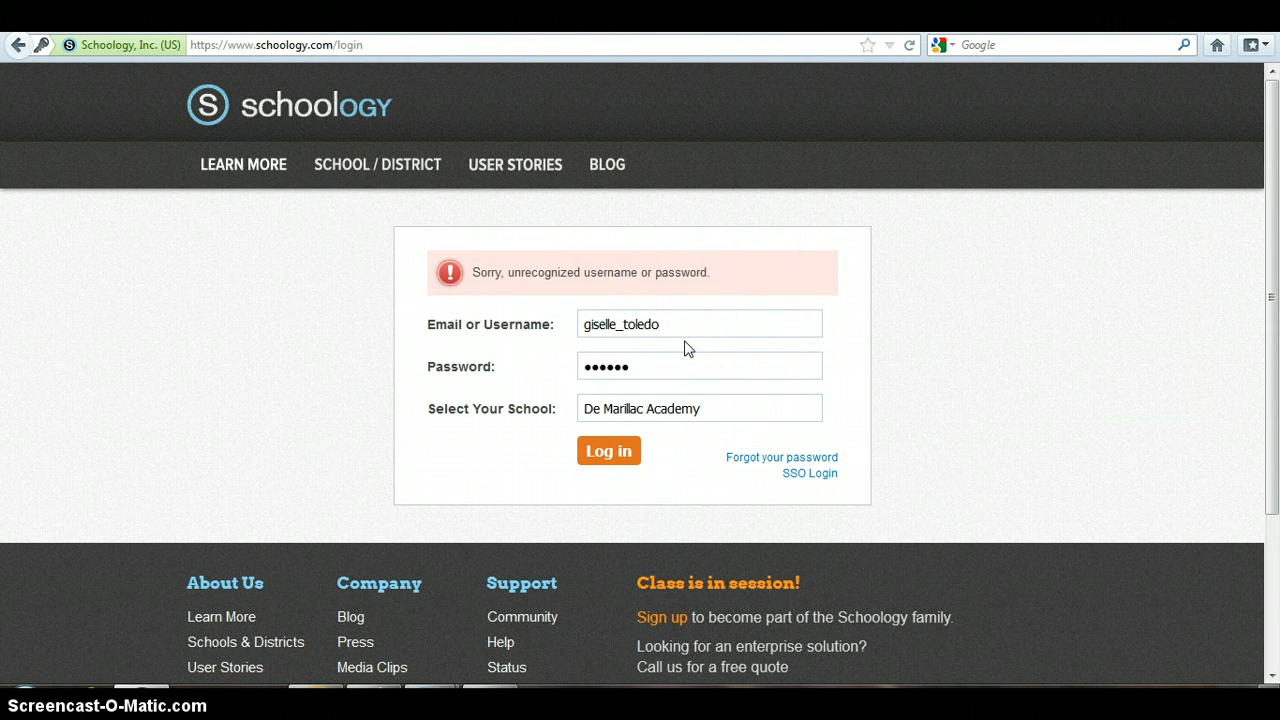 Schoology, Inc. (US) https://www.schoology.com/login Google
S schoology
LEARN MORE SCHOOL / DISTRICT USER STORIES BLOG
! Sorry, unrecognized username or password.
Email or Username: giselle_toledo
Password: ••••••
Select Your School: De Marillac Academy
Log in
Forgot your password
SSO Login
About Us Company Support Class is in session!
Learn More Blog Community Sign up to become part of the Schoology family.
Schools & Districts Press Help Looking for an enterprise solution?
User Stories Media Clips Status Call us for a free quote
Screencast-O-Matic.com